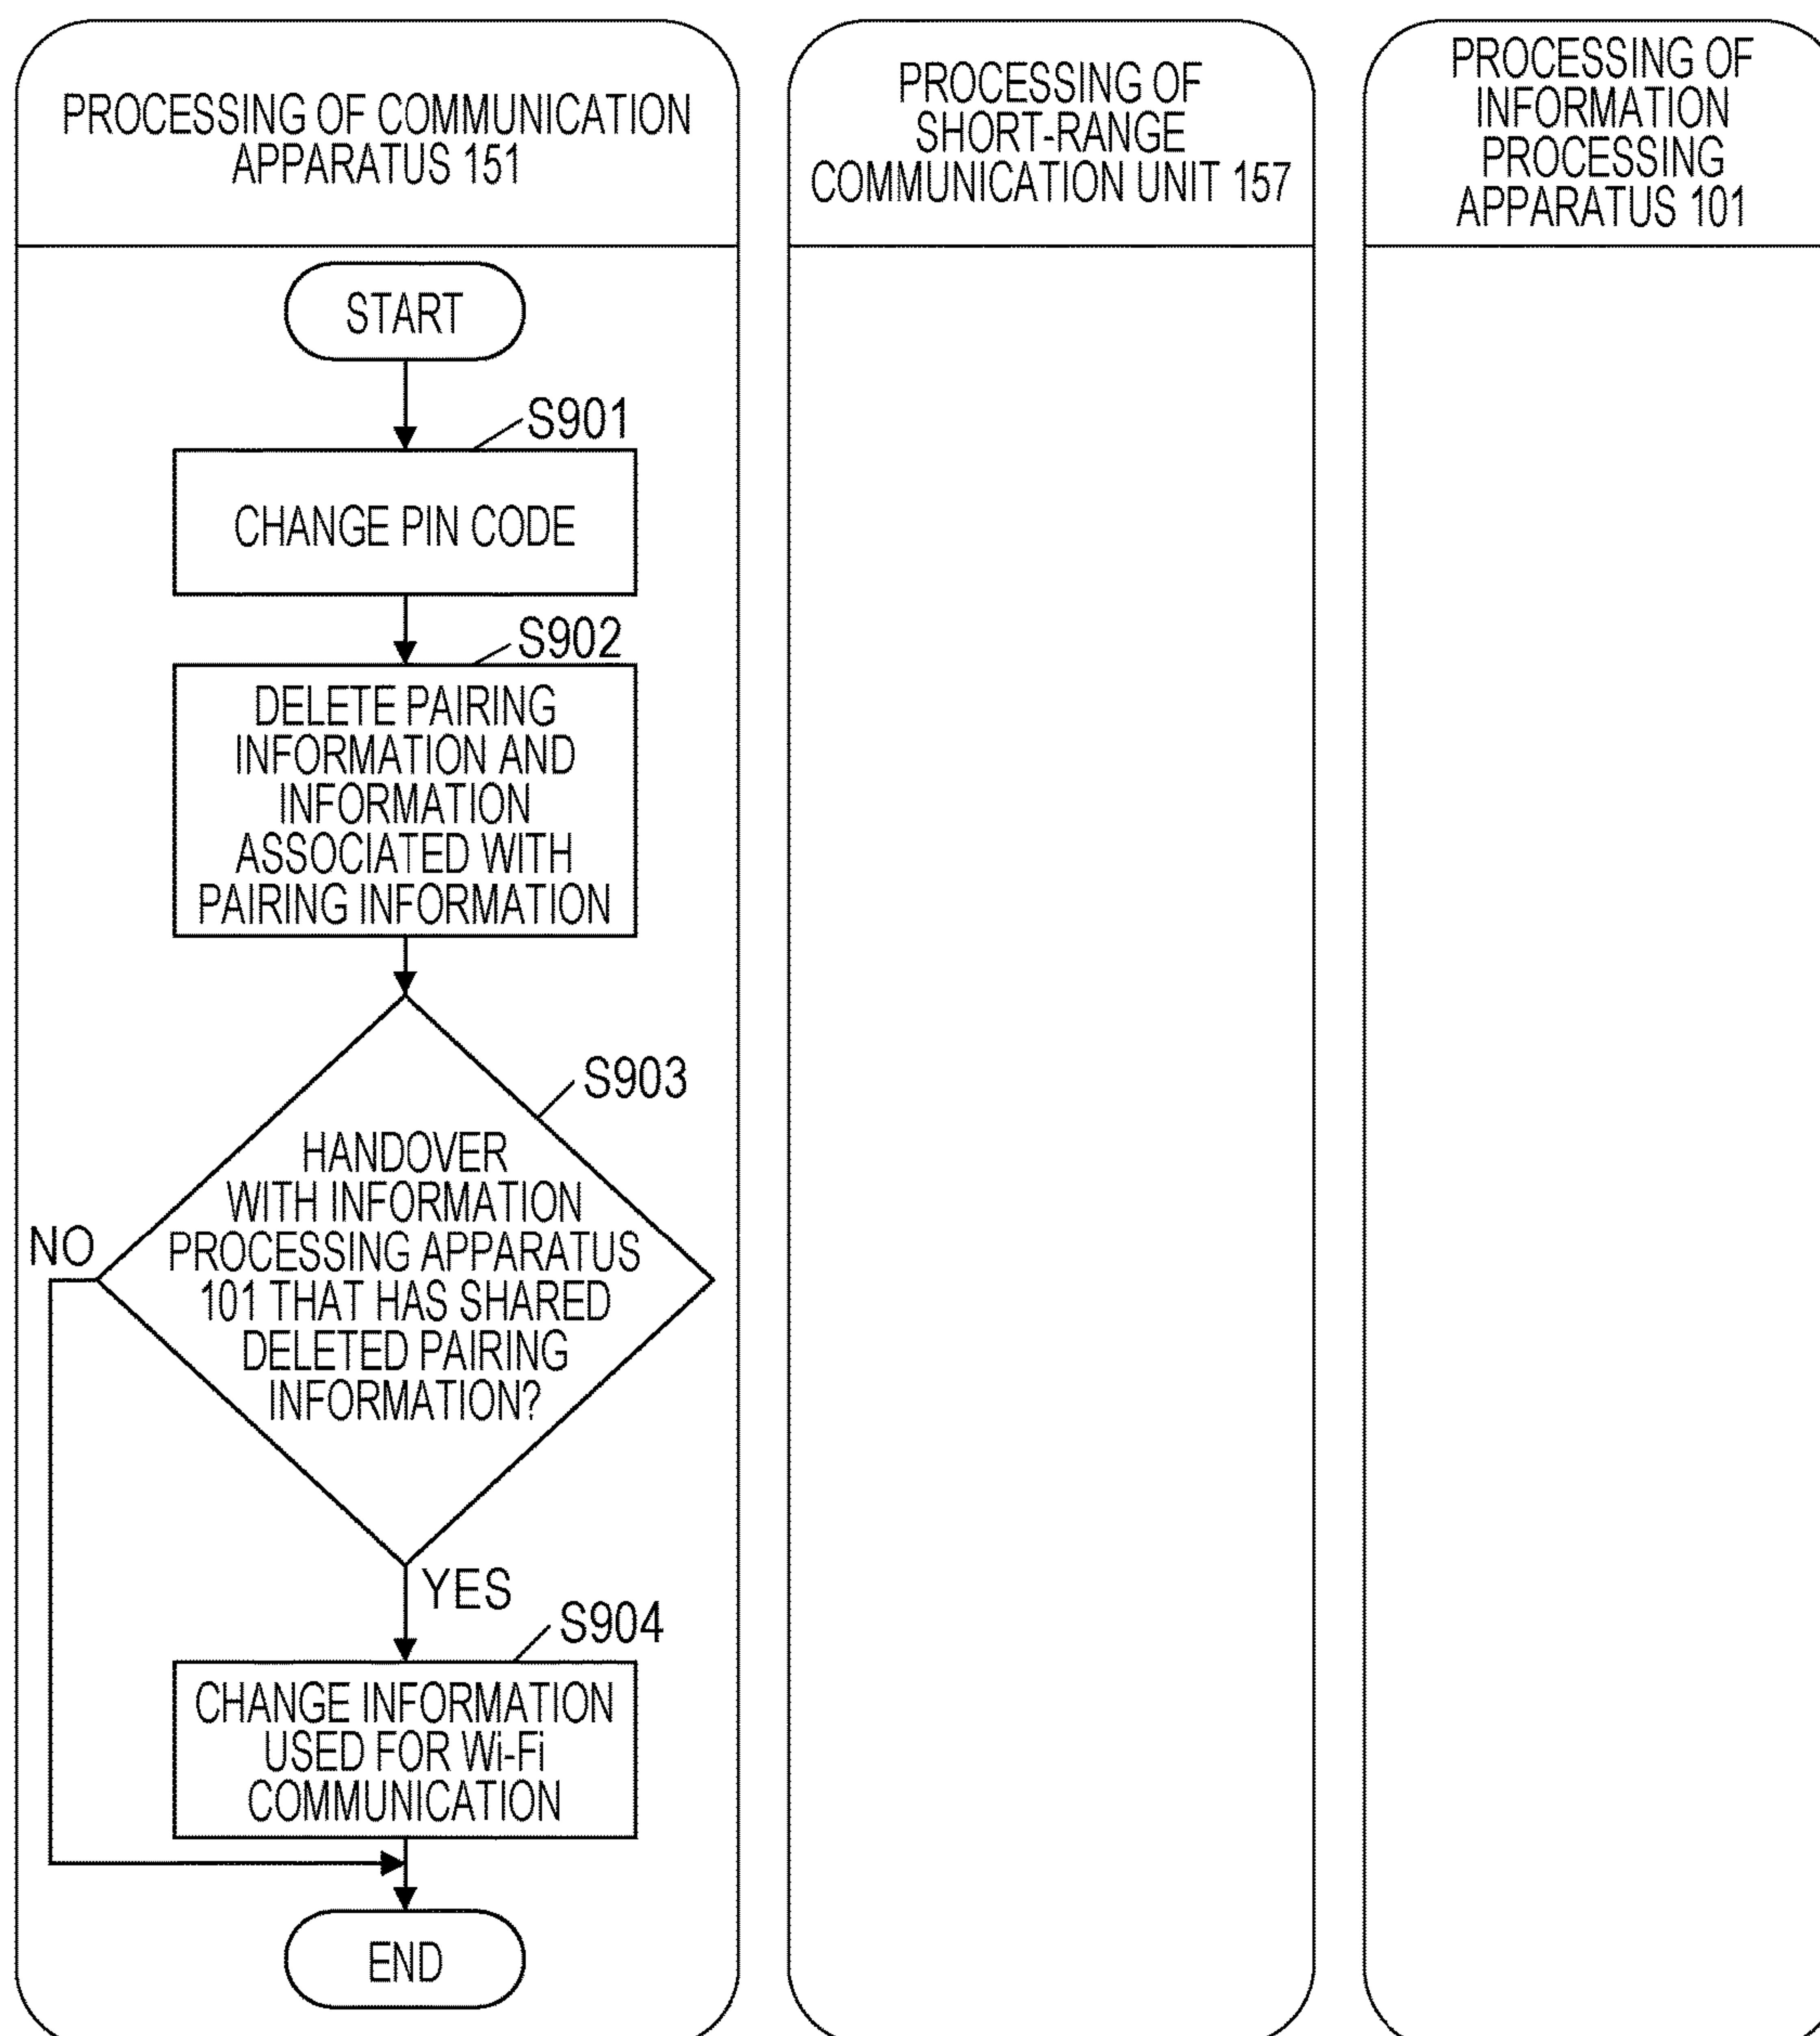 PROCESSING OF COMMUNICATION
APPARATUS 151
PROCESSING OF
SHORT-RANGE
COMMUNICATION UNIT 157
PROCESSING OF
INFORMATION
PROCESSING
APPARATUS 101
START
S901
CHANGE PIN CODE
S902
DELETE PAIRING
INFORMATION AND
INFORMATION
ASSOCIATED WITH
PAIRING INFORMATION
S903
HANDOVER
WITH INFORMATION
PROCESSING APPARATUS
101 THAT HAS SHARED
DELETED PAIRING
INFORMATION?
NO
YES
S904
CHANGE INFORMATION
USED FOR Wi-Fi
COMMUNICATION
END